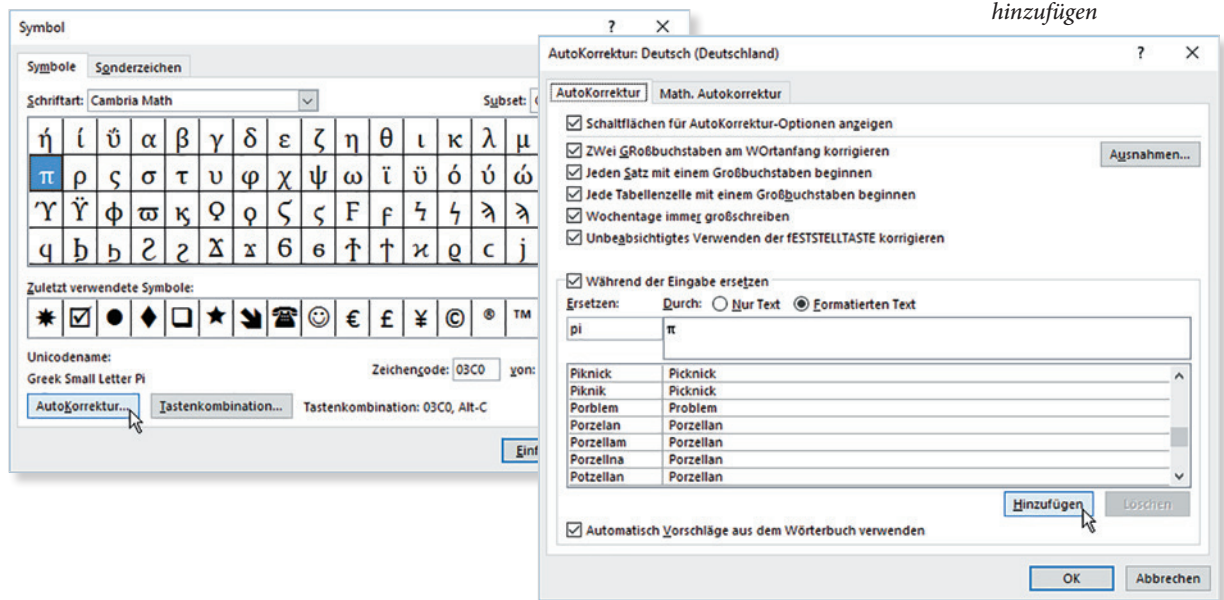 hinzufügen
Symbol ? ×
Symbole Sonderzeichen
Schriftart: Cambria Math Subset:
ή ί ΰ α β γ δ ε ζ η θ ι κ λ μ
π ρ ς σ τ υ φ χ ψ ω ϊ ϋ ό ύ ώ
ϒ ϔ ϕ ϖ ϗ Ϙ ϙ Ϛ ϛ Ϝ ϝ Ϟ ϟ Ϡ ϡ
Zuletzt verwendete Symbole:
✷ ☑ ● ♦ ❑ ★ ⬊ ☎ ☺ € £ ¥ © ® ™
Unicodename:
Greek Small Letter Pi
Zeichencode: 03C0 von:
AutoKorrektur... Tastenkombination... Tastenkombination: 03C0, Alt-C
AutoKorrektur: Deutsch (Deutschland) ? ×
AutoKorrektur Math. Autokorrektur
Schaltflächen für AutoKorrektur-Optionen anzeigen
ZWei GRoßbuchstaben am WOrtanfang korrigieren
Ausnahmen...
Jeden Satz mit einem Großbuchstaben beginnen
Jede Tabellenzelle mit einem Großbuchstaben beginnen
Wochentage immer großschreiben
Unbeabsichtigtes Verwenden der fESTSTELLTASTE korrigieren
Während der Eingabe ersetzen
Ersetzen: Durch: Nur Text Formatierten Text
pi π
Piknick Picknick
Piknik Picknick
Porblem Problem
Porzelan Porzellan
Porzellam Porzellan
Porzellna Porzellan
Potzellan Porzellan
Hinzufügen Löschen
Automatisch Vorschläge aus dem Wörterbuch verwenden
OK Abbrechen